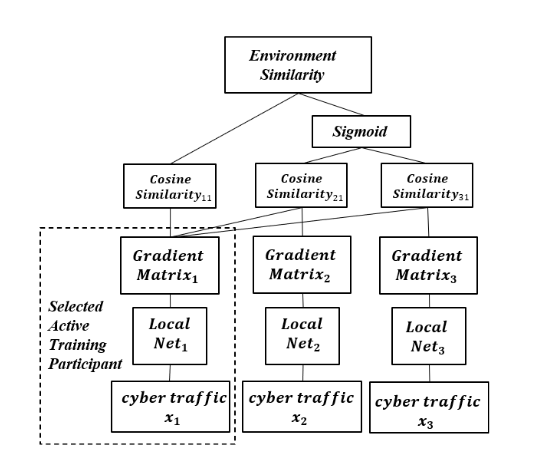 Environment
Similarity
Sigmoid
Cosine
Similarity₁₁
Cosine
Similarity₂₁
Cosine
Similarity₃₁
Gradient
Matrix₁
Gradient
Matrix₂
Gradient
Matrix₃
Selected
Active
Training
Participant
Local
Net₁
Local
Net₂
Local
Net₃
cyber traffic
x₁
cyber traffic
x₂
cyber traffic
x₃